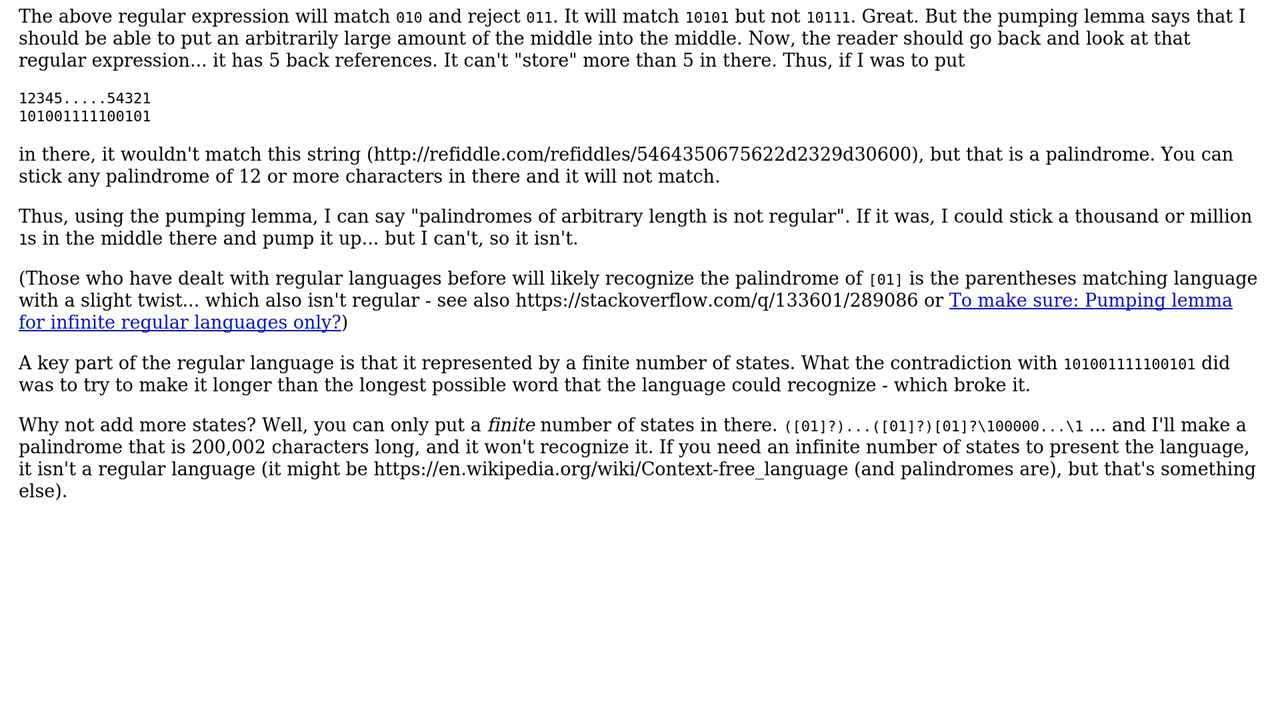 The above regular expression will match 010 and reject 011. It will match 10101 but not 10111. Great. But the pumping lemma says that I
should be able to put an arbitrarily large amount of the middle into the middle. Now, the reader should go back and look at that
regular expression... it has 5 back references. It can't "store" more than 5 in there. Thus, if I was to put
12345.....54321
101001111100101
in there, it wouldn't match this string (http://refiddle.com/refiddles/5464350675622d2329d30600), but that is a palindrome. You can
stick any palindrome of 12 or more characters in there and it will not match.
Thus, using the pumping lemma, I can say "palindromes of arbitrary length is not regular". If it was, I could stick a thousand or million
1s in the middle there and pump it up... but I can't, so it isn't.
(Those who have dealt with regular languages before will likely recognize the palindrome of [01] is the parentheses matching language
with a slight twist... which also isn't regular - see also https://stackoverflow.com/q/133601/289086 or To make sure: Pumping lemma
for infinite regular languages only?)
A key part of the regular language is that it represented by a finite number of states. What the contradiction with 101001111100101 did
was to try to make it longer than the longest possible word that the language could recognize - which broke it.
Why not add more states? Well, you can only put a finite number of states in there. ([01]?)...([01]?)[01]?\100000...\1 ... and I'll make a
palindrome that is 200,002 characters long, and it won't recognize it. If you need an infinite number of states to present the language,
it isn't a regular language (it might be https://en.wikipedia.org/wiki/Context-free_language (and palindromes are), but that's something
else).